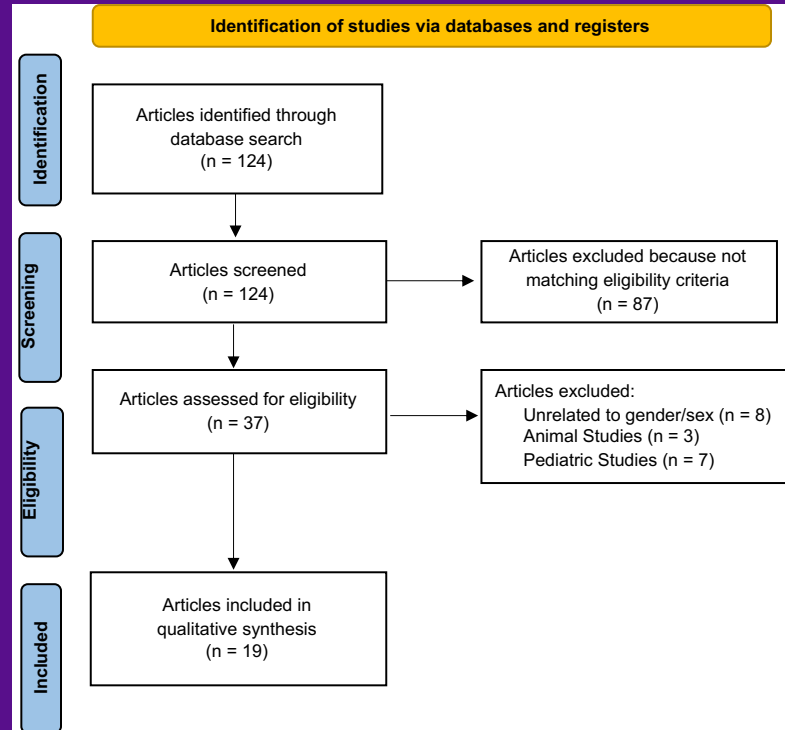 Identification of studies via databases and registers
Identification
Articles identified through
database search
(n = 124)
Screening
Articles screened
(n = 124)
Articles excluded because not
matching eligibility criteria
(n = 87)
Eligibility
Articles assessed for eligibility
(n = 37)
Articles excluded:
Unrelated to gender/sex (n = 8)
Animal Studies (n = 3)
Pediatric Studies (n = 7)
Included
Articles included in
qualitative synthesis
(n = 19)